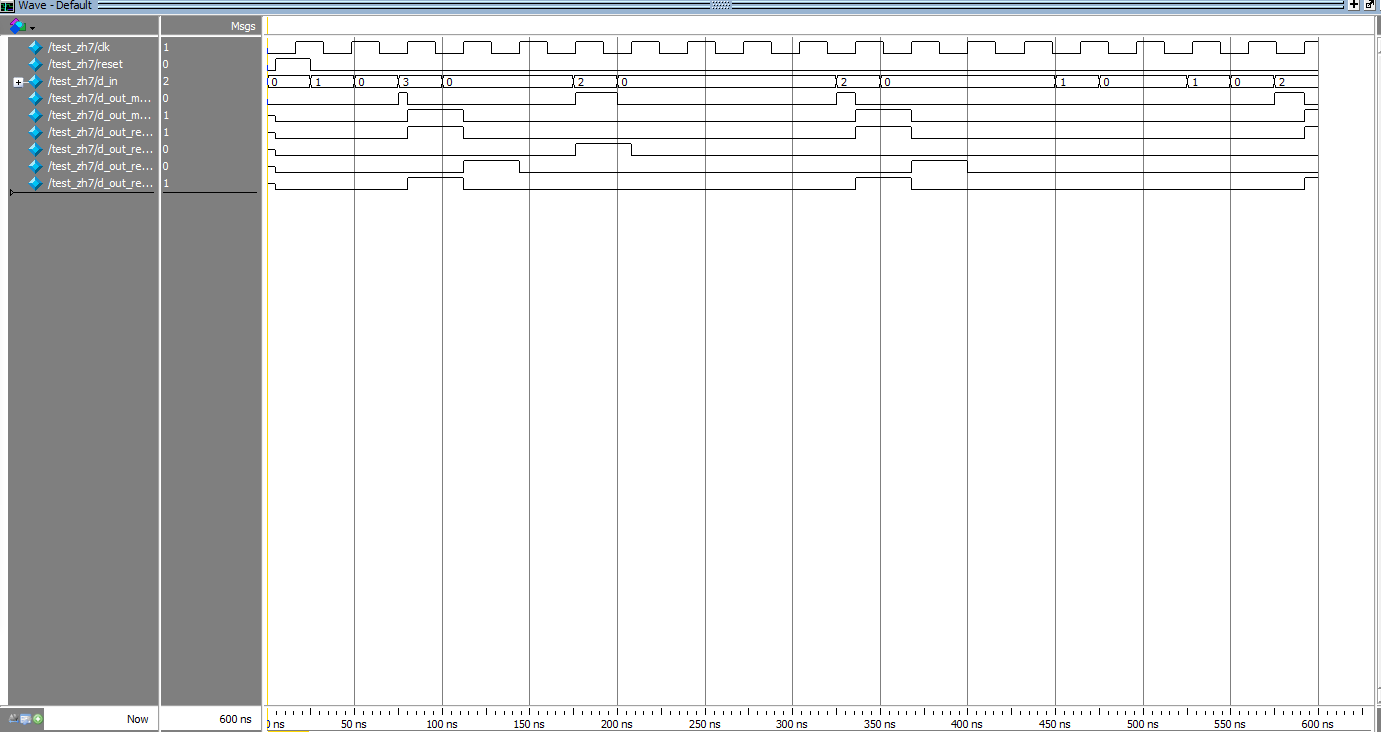 Wave - Default
Msgs
/test_zh7/clk 1
/test_zh7/reset 0
/test_zh7/d_in 2 0 1 0 3 0 2 0 2 0 1 0 1 0 2
/test_zh7/d_out_m... 0
/test_zh7/d_out_m... 1
/test_zh7/d_out_re... 1
/test_zh7/d_out_re... 0
/test_zh7/d_out_re... 0
/test_zh7/d_out_re... 1
Now 600 ns ns 50 ns 100 ns 150 ns 200 ns 250 ns 300 ns 350 ns 400 ns 450 ns 500 ns 550 ns 600 ns